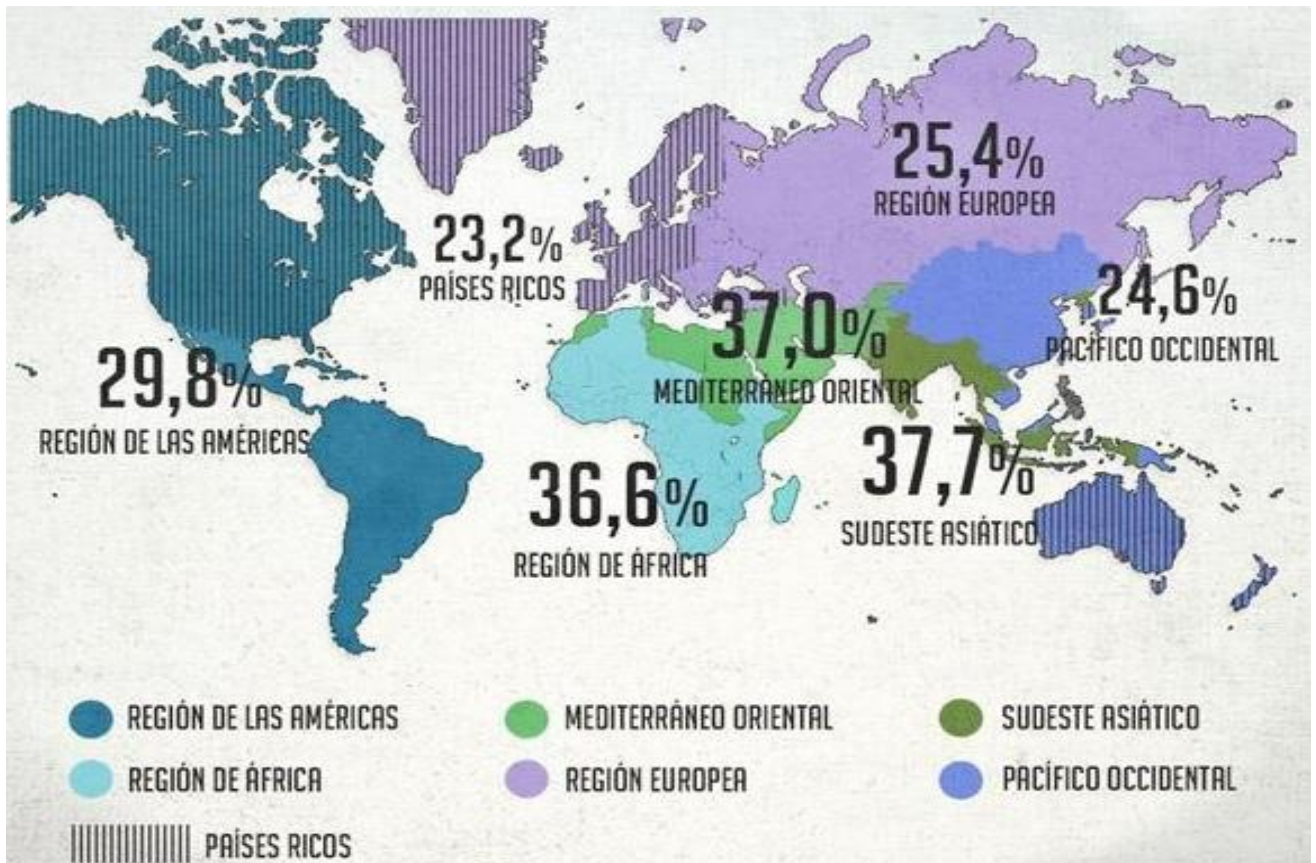 25,4%
REGIÓN EUROPEA
23,2%
PAÍSES RICOS
24,6%
PACÍFICO OCCIDENTAL
37,0%
MEDITERRÁNEO ORIENTAL
29,8%
REGIÓN DE LAS AMÉRICAS
37,7%
SUDESTE ASIÁTICO
36,6%
REGIÓN DE ÁFRICA
REGIÓN DE LAS AMÉRICAS
MEDITERRÁNEO ORIENTAL
SUDESTE ASIÁTICO
REGIÓN DE ÁFRICA
REGIÓN EUROPEA
PACÍFICO OCCIDENTAL
PAÍSES RICOS